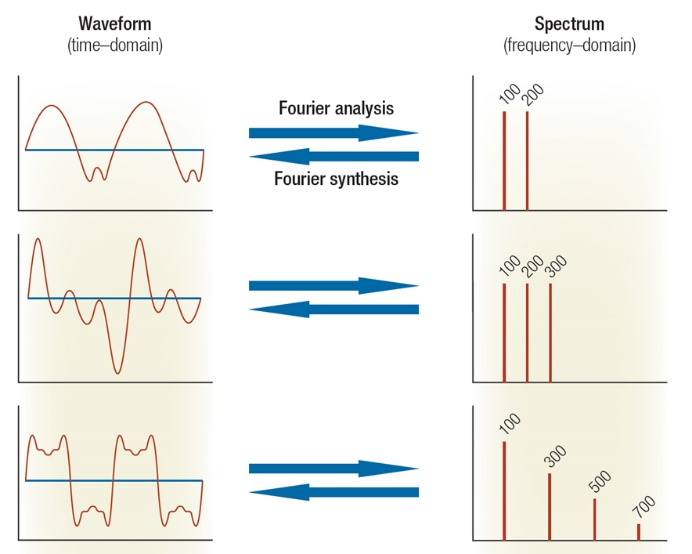 Waveform
(time–domain)
Spectrum
(frequency–domain)
Fourier analysis
Fourier synthesis
100
200
100
200
300
100
300
500
700